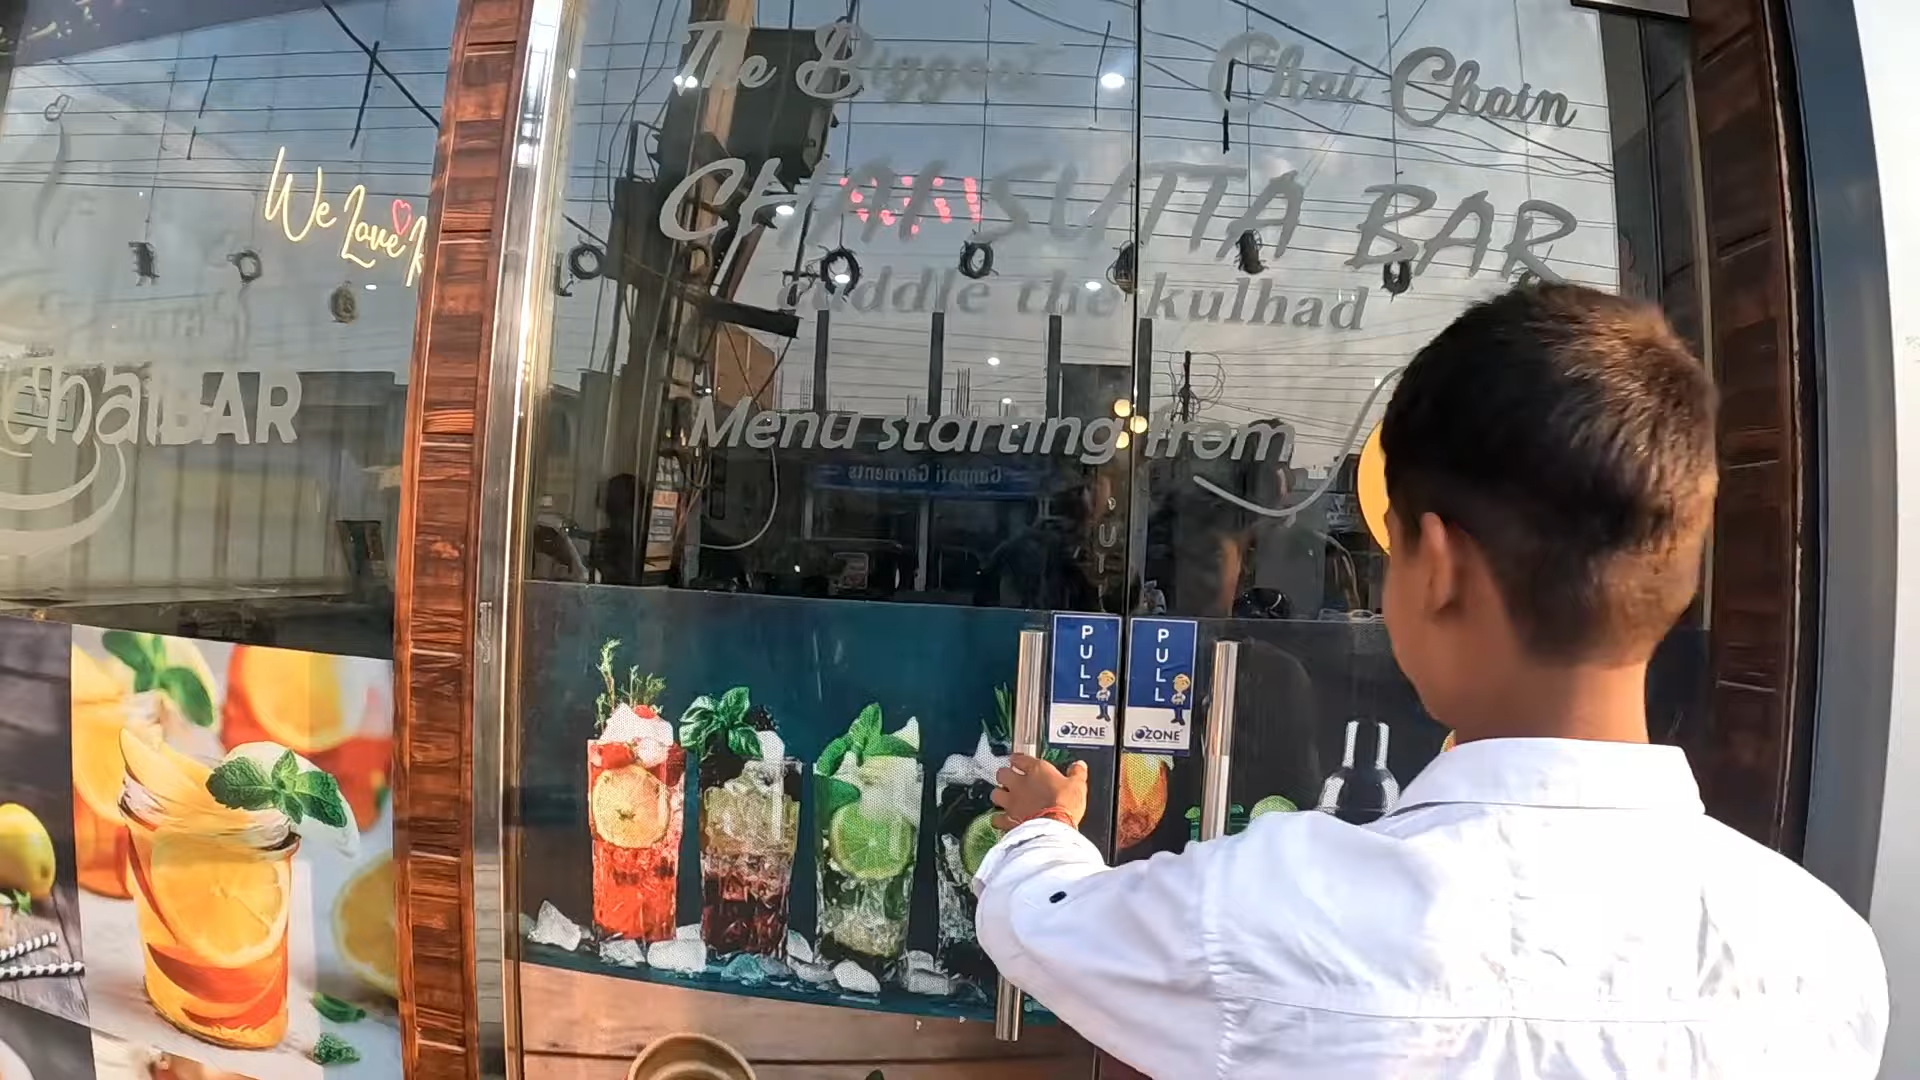 The Biggest Chai Chain
CHAI SUTTA BAR
cuddle the kulhad
Menu starting from
We Love
chai BAR
Ganpati Garments
PULL
OZONE
PULL
OZONE